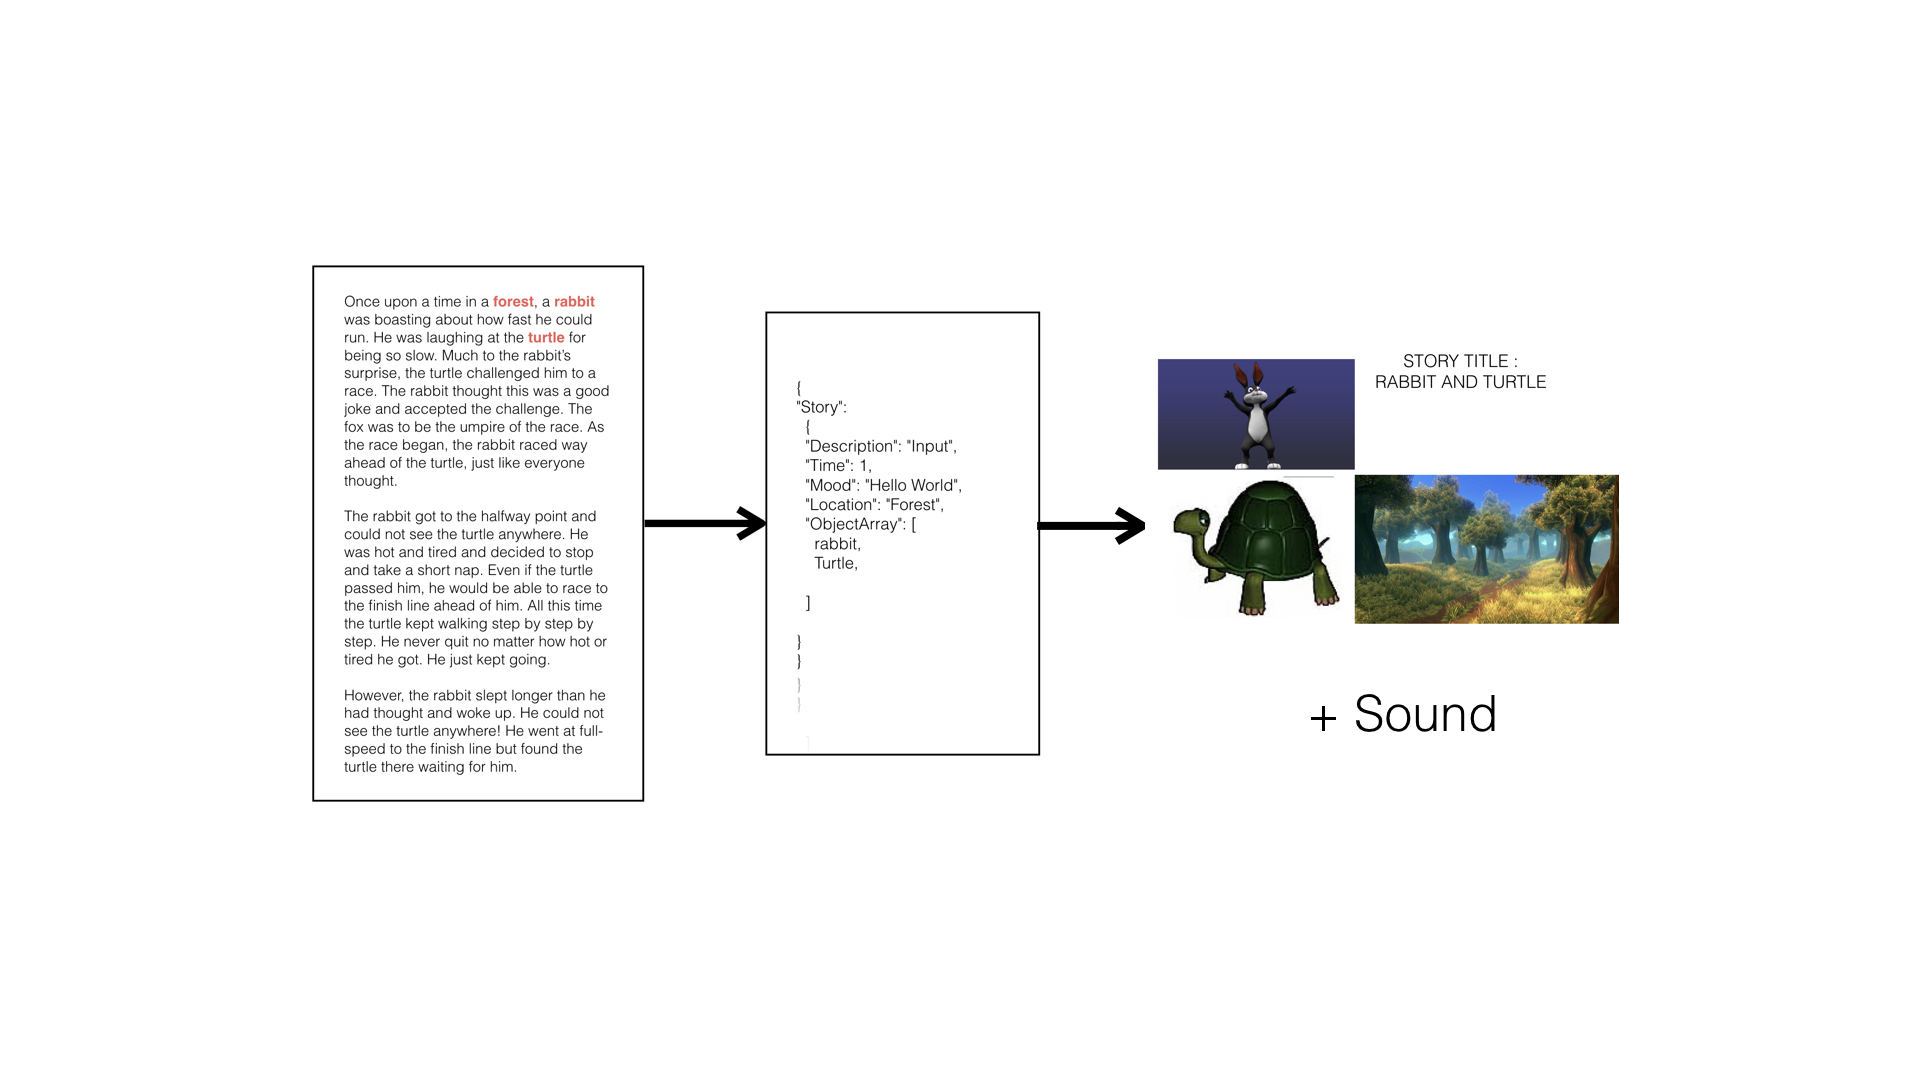 Once upon a time in a forest, a rabbit
was boasting about how fast he could
run. He was laughing at the turtle for
being so slow. Much to the rabbit’s
surprise, the turtle challenged him to a
race. The rabbit thought this was a good
joke and accepted the challenge. The
fox was to be the umpire of the race. As
the race began, the rabbit raced way
ahead of the turtle, just like everyone
thought.
The rabbit got to the halfway point and
could not see the turtle anywhere. He
was hot and tired and decided to stop
and take a short nap. Even if the turtle
passed him, he would be able to race to
the finish line ahead of him. All this time
the turtle kept walking step by step by
step. He never quit no matter how hot or
tired he got. He just kept going.
However, the rabbit slept longer than he
had thought and woke up. He could not
see the turtle anywhere! He went at full-
speed to the finish line but found the
turtle there waiting for him.
{
"Story":
{
"Description": "Input",
"Time": 1,
"Mood": "Hello World",
"Location": "Forest",
"ObjectArray": [
rabbit,
Turtle,
]
}
}
}
}
]
STORY TITLE :
RABBIT AND TURTLE
+ Sound